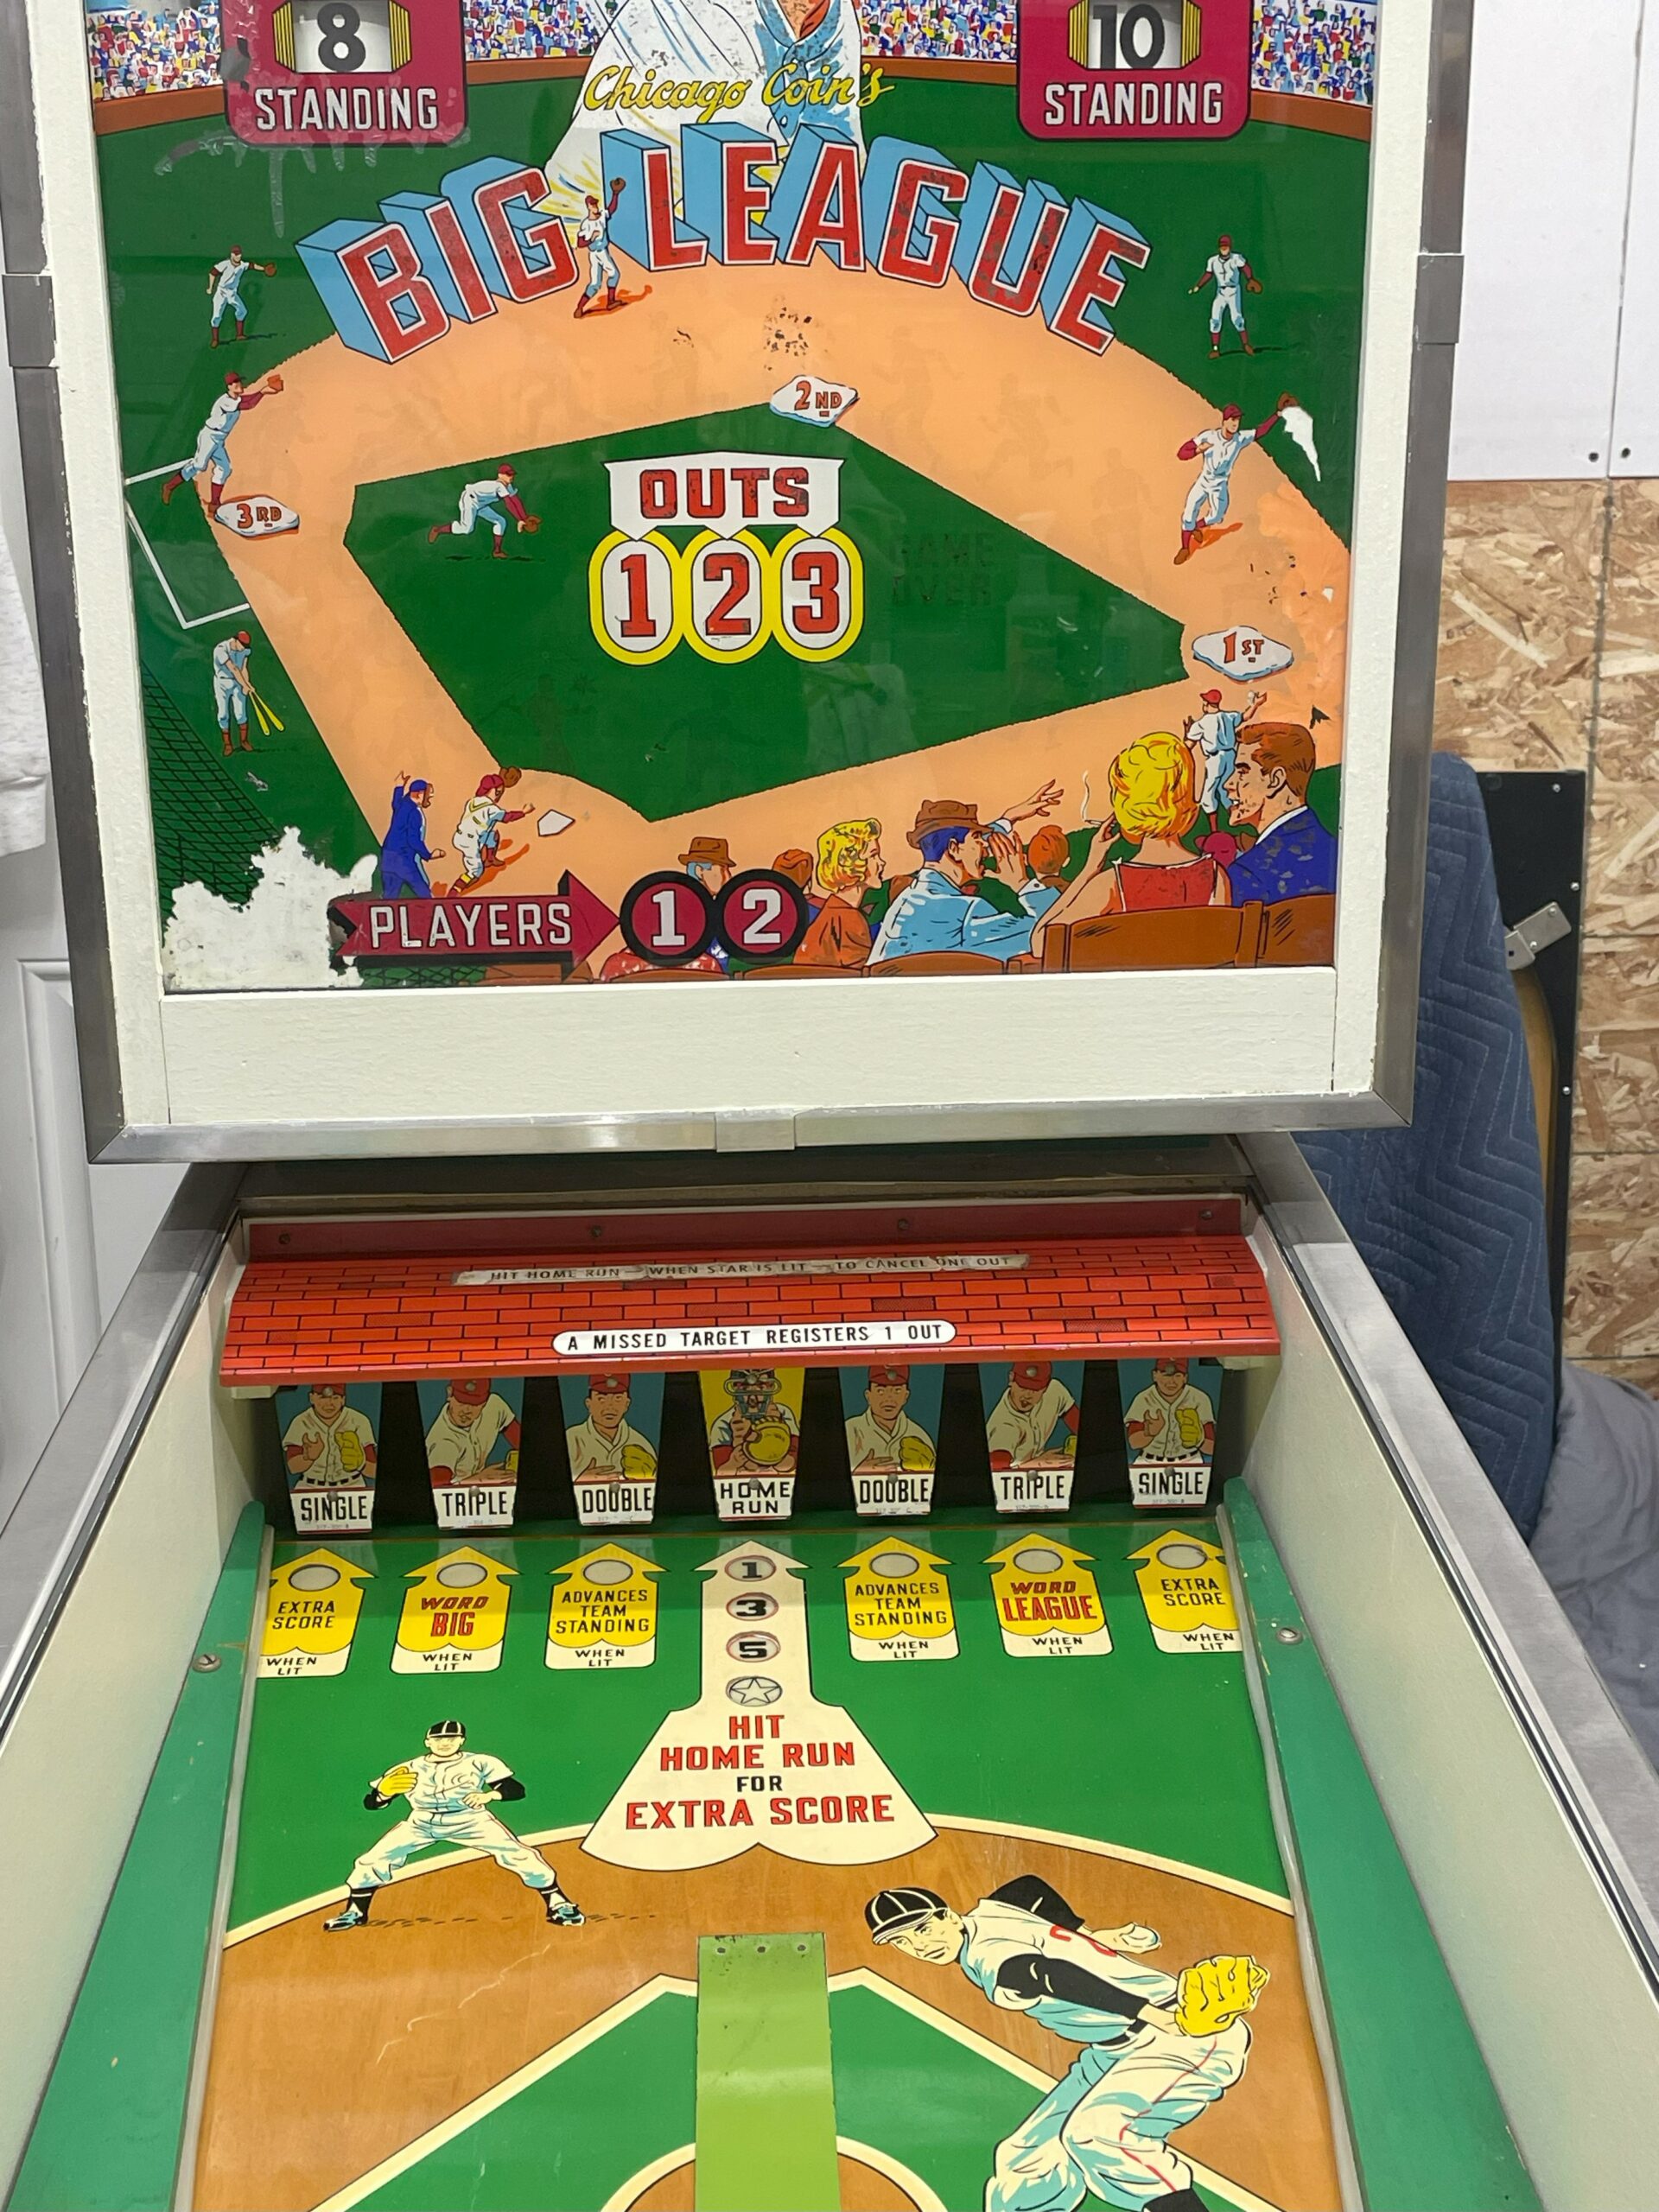 8
STANDING
10
STANDING
Chicago Coin's
BIG LEAGUE
2ND
3RD
OUTS
1 2 3
GAME
OVER
1ST
PLAYERS 1 2
HIT HOME RUN — WHEN STAR IS LIT — TO CANCEL ONE OUT
A MISSED TARGET REGISTERS 1 OUT
SINGLE
TRIPLE
DOUBLE
HOME
RUN
DOUBLE
TRIPLE
SINGLE
EXTRA
SCORE
WHEN
LIT
WORD
BIG
WHEN
LIT
ADVANCES
TEAM
STANDING
WHEN
LIT
1
3
5
ADVANCES
TEAM
STANDING
WHEN
LIT
WORD
LEAGUE
WHEN
LIT
EXTRA
SCORE
WHEN
LIT
HIT
HOME RUN
FOR
EXTRA SCORE